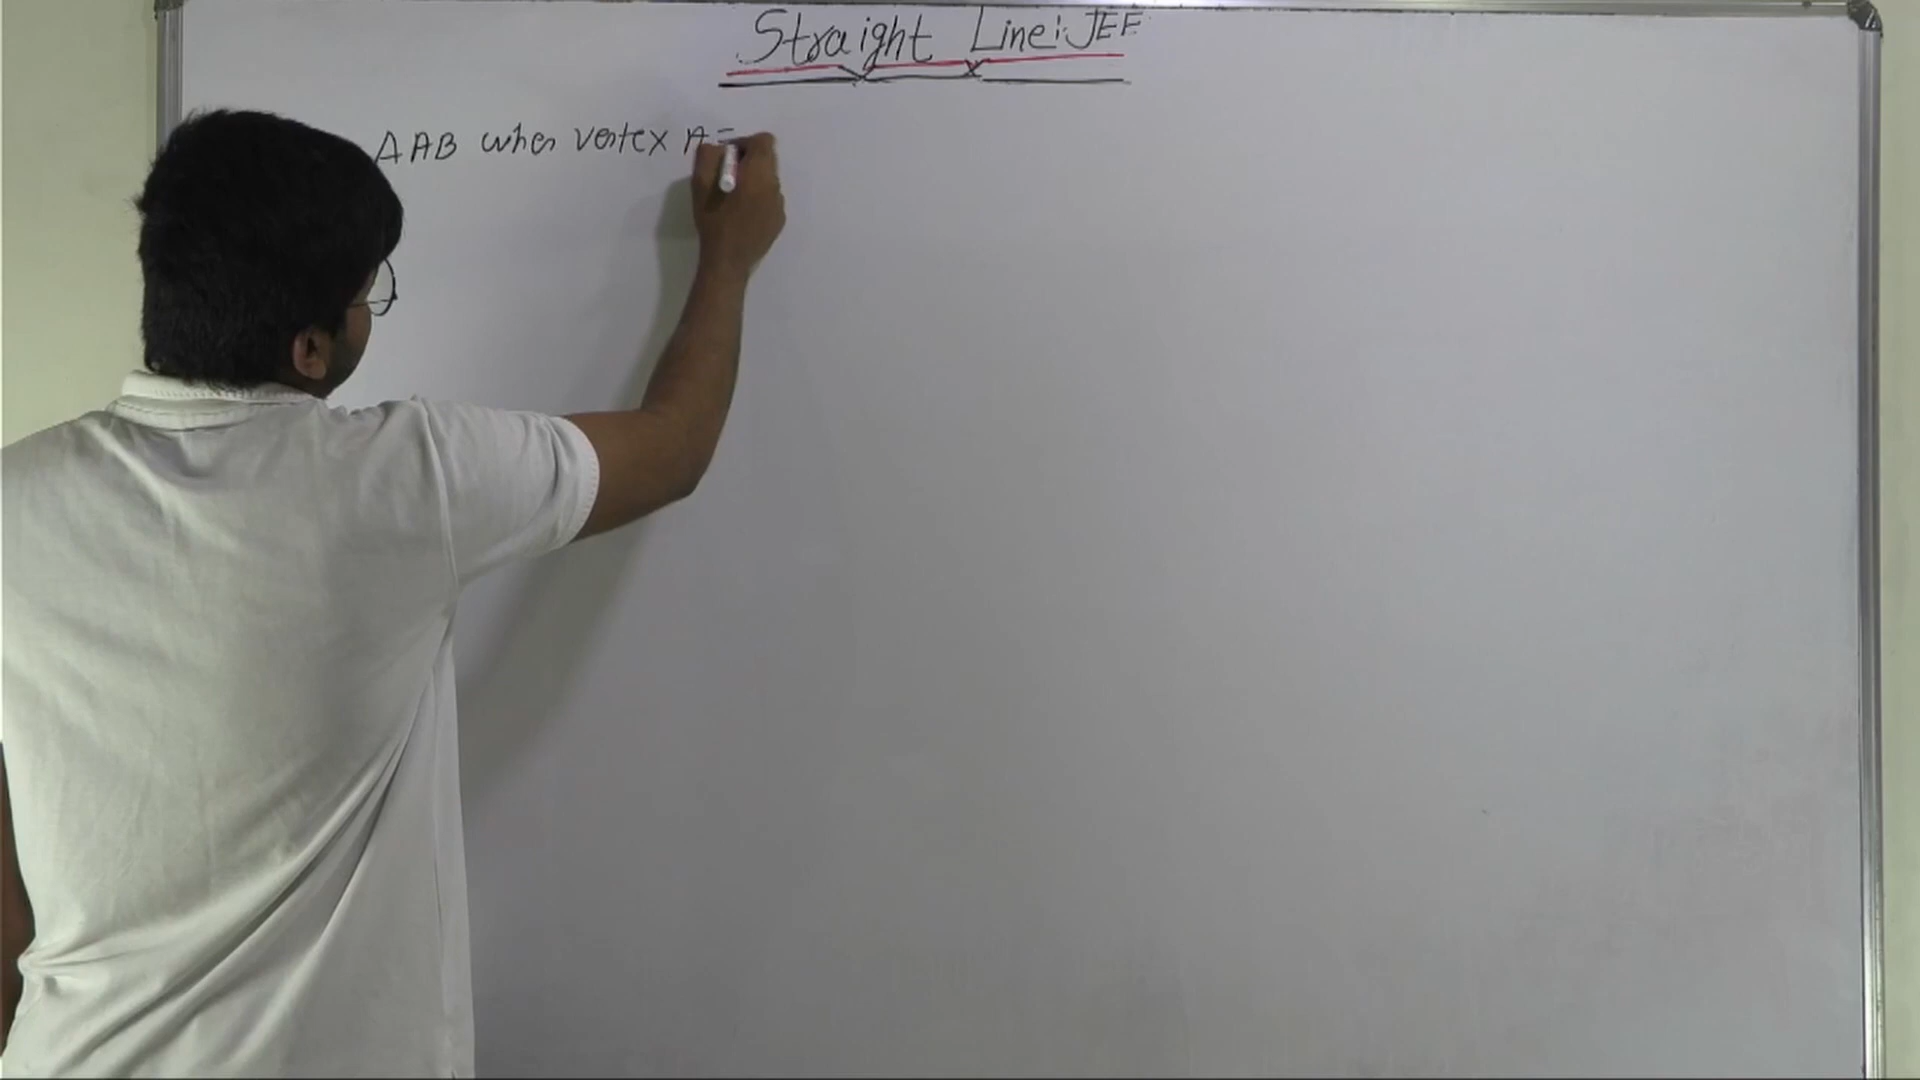 Straight Line: JEE
ΔAB when vertex A =